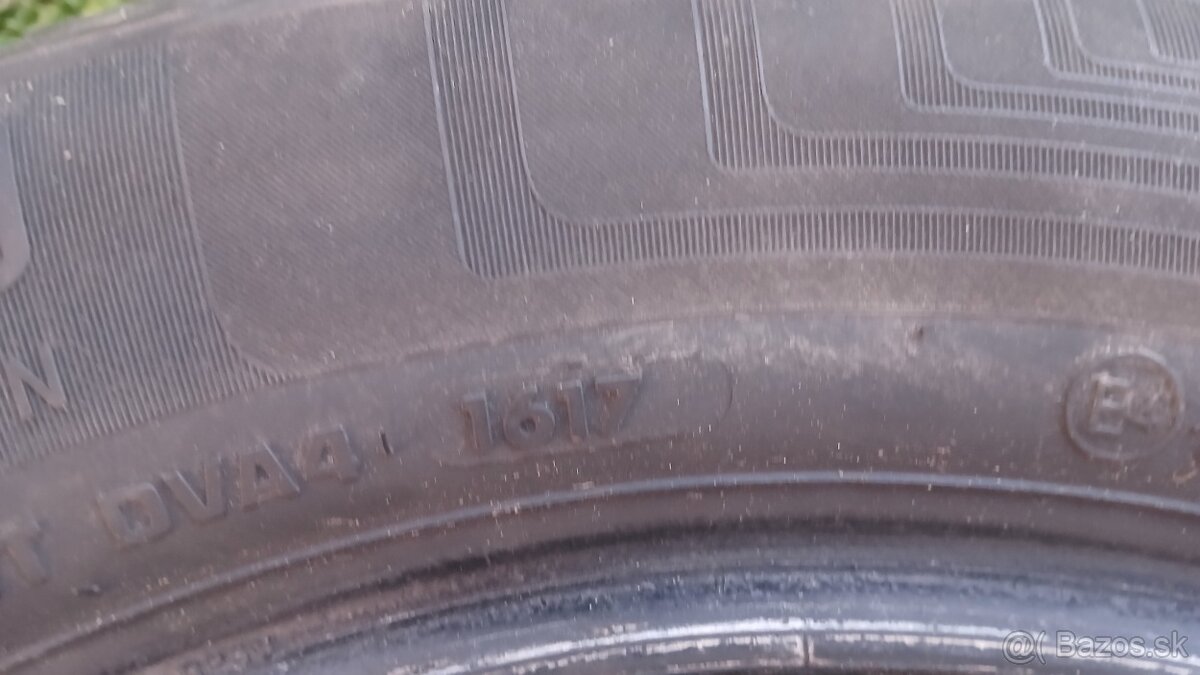 N
T DVA4 1617 E4
@( Bazos.sk